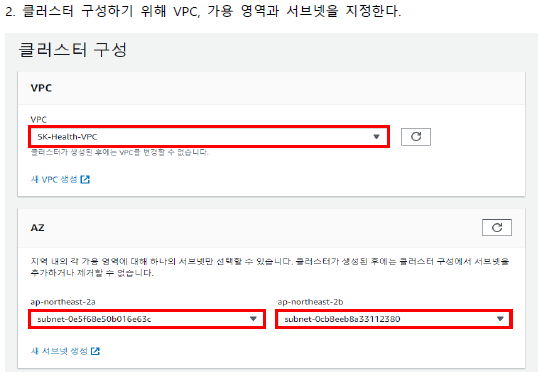 2. 클러스터 구성하기 위해 VPC, 가용 영역과 서브넷을 지정한다.
클러스터 구성
VPC
VPC
SK-Health-VPC
클러스터가 생성된 후에는 VPC를 변경할 수 없습니다.
새 VPC 생성
AZ
지역 내의 각 가용 영역에 대해 하나의 서브넷만 선택할 수 있습니다. 클러스터가 생성된 후에는 클러스터 구성에서 서브넷을
추가하거나 제거할 수 없습니다.
ap-northeast-2a ap-northeast-2b
subnet-0e5f68e50b016e63c subnet-0cb8eeb8a33112380
새 서브넷 생성